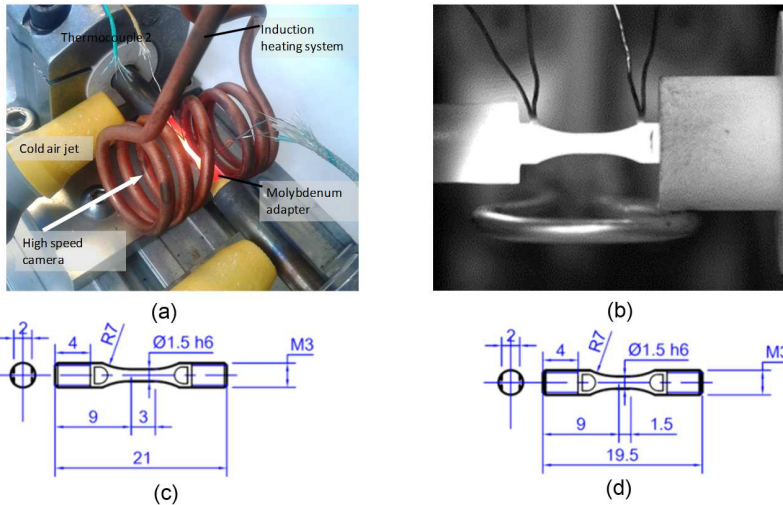 Thermocouple 2
Induction
heating system
Cold air jet
Molybdenum
adapter
High speed
camera
(a)
(b)
2
4
R7
Ø1.5 h6
M3
9
3
21
(c)
2
4
R7
Ø1.5 h6
M3
9
1.5
19.5
(d)